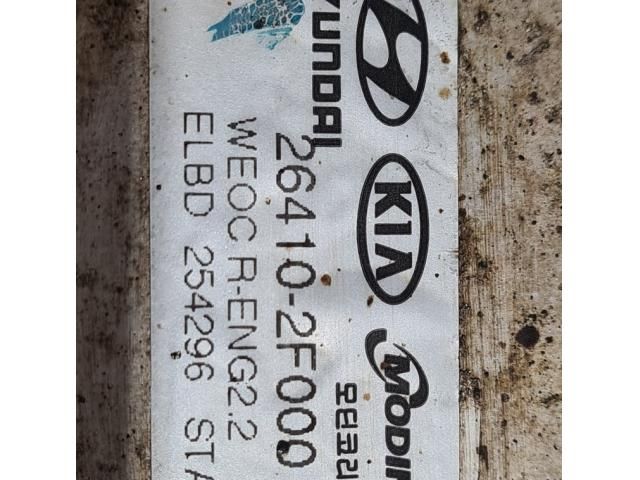 KIA MODIN
YUNDAI
26410-2F000
WEOC R-ENG2.2
ELBD 254296 STA